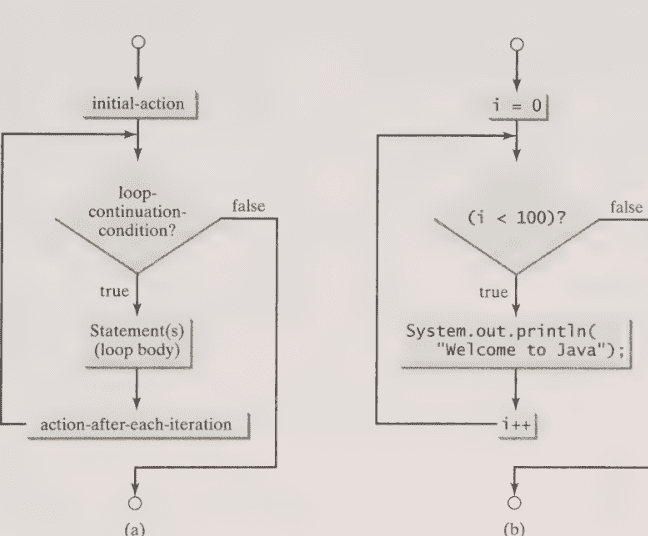 initial-action
loop-
continuation-
condition?
false
true
Statement(s)
(loop body)
action-after-each-iteration
(a)
i = 0
(i < 100)?
false
true
System.out.println(
"Welcome to Java");
i++
(b)